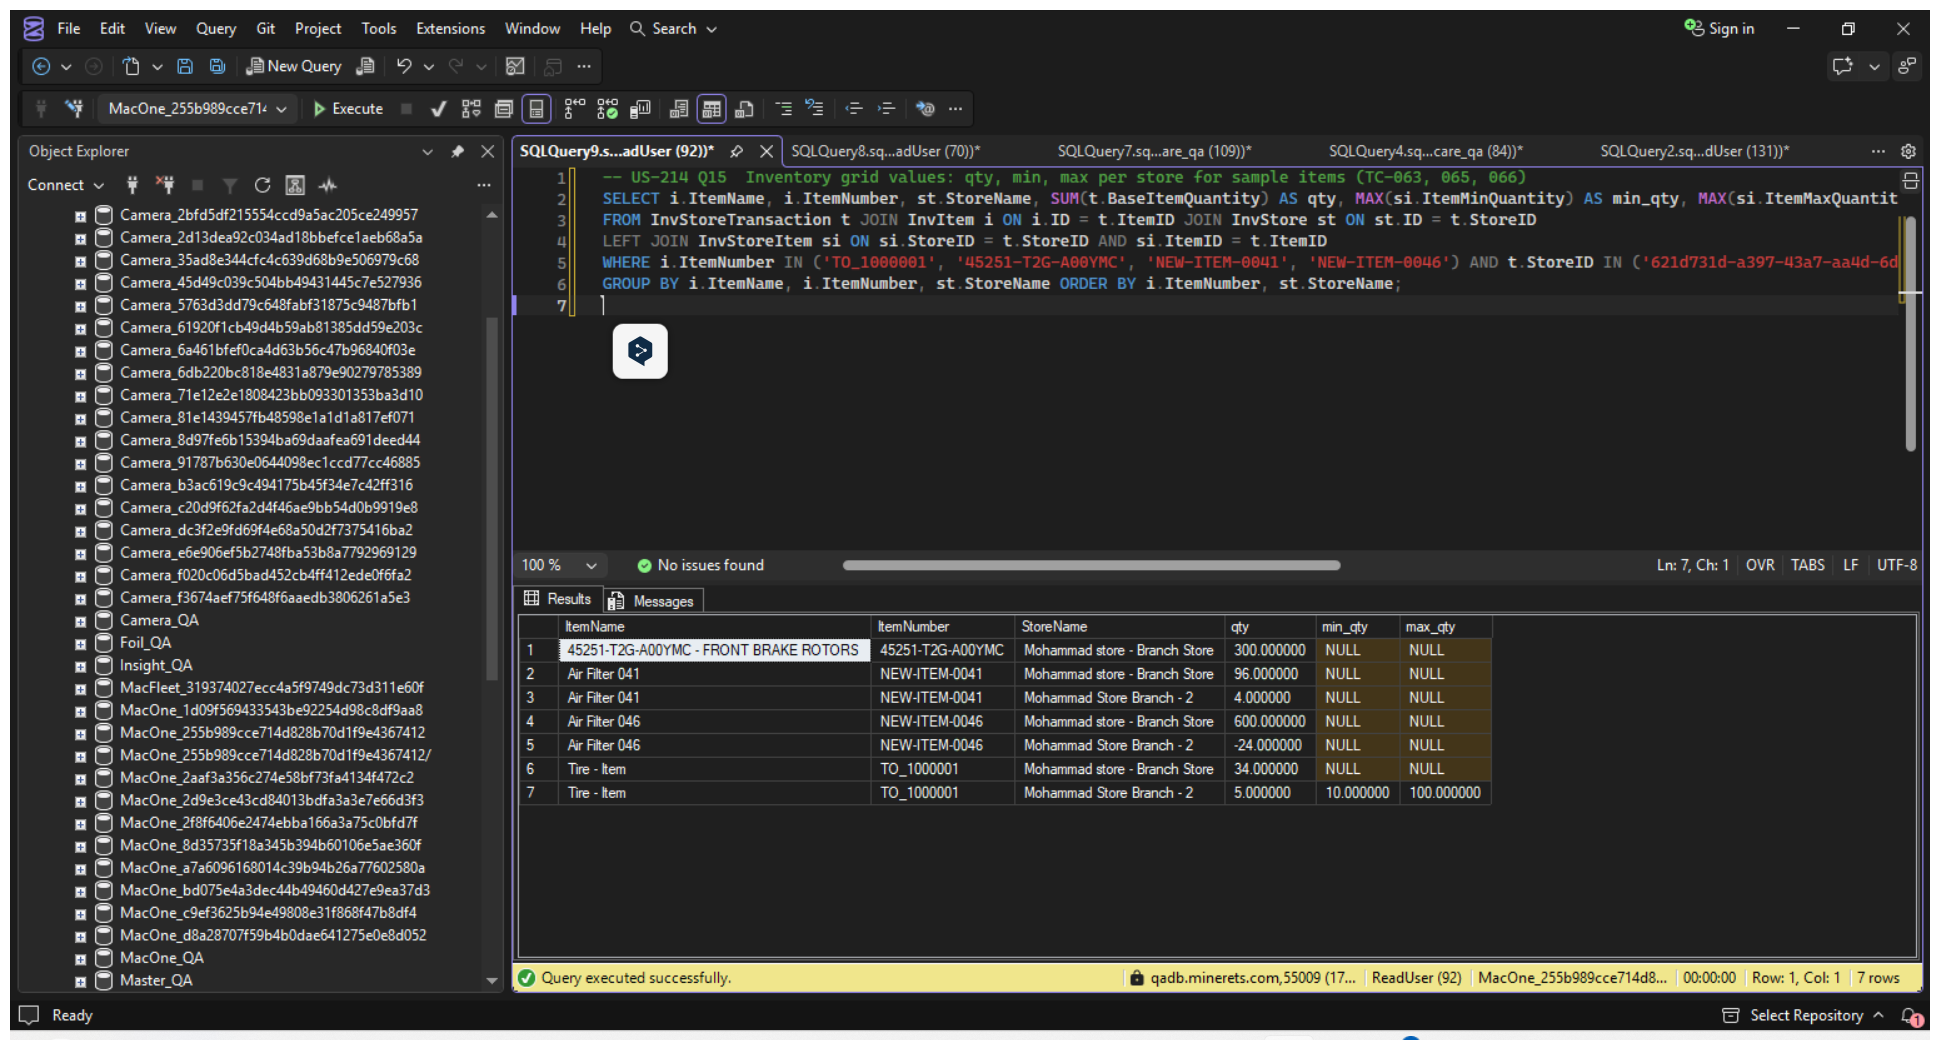 File Edit View Query Git Project Tools Extensions Window Help Search Sign in
New Query
MacOne_255b989cce714 Execute
Object Explorer
Connect
Camera_2bfd5df215554ccd9a5ac205ce249957
Camera_2d13dea92c034ad18bbefce1aeb68a5a
Camera_35ad8e344cfc4c639d68b9e506979c68
Camera_45d49c039c504bb49431445c7e527936
Camera_5763d3dd79c648fabf31875c9487bfb1
Camera_61920f1cb49d4b59ab81385dd59e203c
Camera_6a461bfef0ca4d63b56c47b96840f03e
Camera_6db220bc818e4831a879e90279785389
Camera_71e12e2e1808423bb093301353ba3d10
Camera_81e1439457fb48598e1a1d1a817ef071
Camera_8d97fe6b15394ba69daafea691deed44
Camera_91787b630e0644098ec1ccd77cc46885
Camera_b3ac619c9c494175b45f34e7c42ff316
Camera_c20d9f62fa2d4f46ae9bb54d0b9919e8
Camera_dc3f2e9fd69f4e68a50d2f7375416ba2
Camera_e6e906ef5b2748fba53b8a7792969129
Camera_f020c06d5bad452cb4ff412ede0f6fa2
Camera_f3674aef75f648f6aaedb3806261a5e3
Camera_QA
Foil_QA
Insight_QA
MacFleet_319374027ecc4a5f9749dc73d311e60f
MacOne_1d09f569433543be92254d98c8df9aa8
MacOne_255b989cce714d828b70d1f9e4367412
MacOne_255b989cce714d828b70d1f9e4367412/
MacOne_2aaf3a356c274e58bf73fa4134f472c2
MacOne_2d9e3ce43cd84013bdfa3a3e7e66d3f3
MacOne_2f8f6406e2474ebba166a3a75c0bfd7f
MacOne_8d35735f18a345b394b60106e5ae360f
MacOne_a7a6096168014c39b94b26a77602580a
MacOne_bd075e4a3dec44b49460d427e9ea37d3
MacOne_c9ef3625b94e49808e31f868f47b8df4
MacOne_d8a28707f59b4b0dae641275e0e8d052
MacOne_QA
Master_QA
SQLQuery9.s...adUser (92))* SQLQuery8.sq...adUser (70))* SQLQuery7.sq...are_qa (109))* SQLQuery4.sq...care_qa (84))* SQLQuery2.sq...dUser (131))*
1 -- US-214 Q15 Inventory grid values: qty, min, max per store for sample items (TC-063, 065, 066)
2 SELECT i.ItemName, i.ItemNumber, st.StoreName, SUM(t.BaseItemQuantity) AS qty, MAX(si.ItemMinQuantity) AS min_qty, MAX(si.ItemMaxQuantit
3 FROM InvStoreTransaction t JOIN InvItem i ON i.ID = t.ItemID JOIN InvStore st ON st.ID = t.StoreID
4 LEFT JOIN InvStoreItem si ON si.StoreID = t.StoreID AND si.ItemID = t.ItemID
5 WHERE i.ItemNumber IN ('TO_1000001', '45251-T2G-A00YMC', 'NEW-ITEM-0041', 'NEW-ITEM-0046') AND t.StoreID IN ('621d731d-a397-43a7-aa4d-6d
6 GROUP BY i.ItemName, i.ItemNumber, st.StoreName ORDER BY i.ItemNumber, st.StoreName;
7
100 % No issues found Ln: 7, Ch: 1 OVR TABS LF UTF-8
Results Messages
ItemName ItemNumber StoreName qty min_qty max_qty
1 45251-T2G-A00YMC - FRONT BRAKE ROTORS 45251-T2G-A00YMC Mohammad store - Branch Store 300.000000 NULL NULL
2 Air Filter 041 NEW-ITEM-0041 Mohammad store - Branch Store 96.000000 NULL NULL
3 Air Filter 041 NEW-ITEM-0041 Mohammad Store Branch - 2 4.000000 NULL NULL
4 Air Filter 046 NEW-ITEM-0046 Mohammad store - Branch Store 600.000000 NULL NULL
5 Air Filter 046 NEW-ITEM-0046 Mohammad Store Branch - 2 -24.000000 NULL NULL
6 Tire - Item TO_1000001 Mohammad store - Branch Store 34.000000 NULL NULL
7 Tire - Item TO_1000001 Mohammad Store Branch - 2 5.000000 10.000000 100.000000
Query executed successfully. qadb.minerets.com,55009 (17... ReadUser (92) MacOne_255b989cce714d8... 00:00:00 Row: 1, Col: 1 7 rows
Ready Select Repository 1